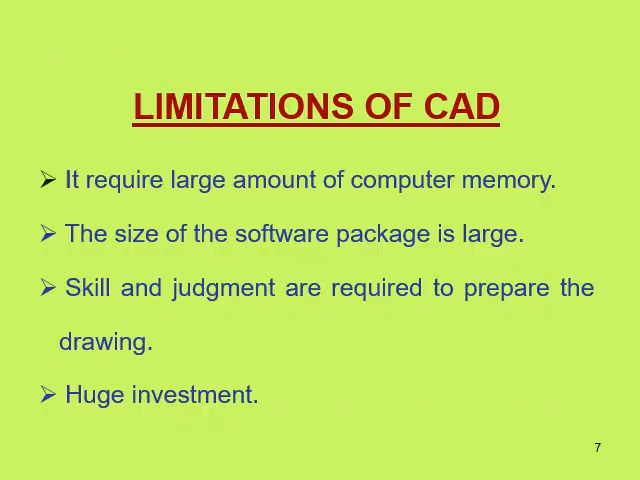 LIMITATIONS OF CAD
➢ It require large amount of computer memory.
➢ The size of the software package is large.
➢ Skill and judgment are required to prepare the
drawing.
➢ Huge investment.
7